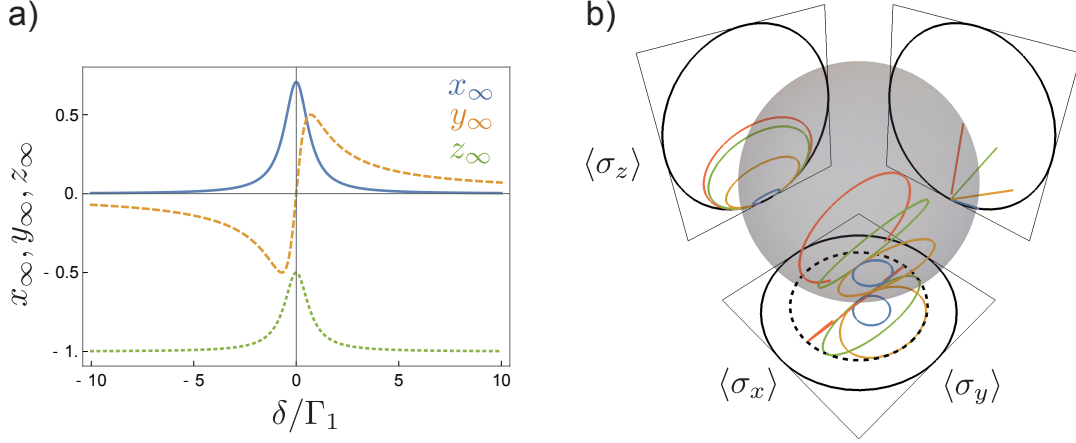 a)
b)
x∞
y∞
z∞
0.5
0.
- 0.5
- 1.
x∞, y∞, z∞
- 10
- 5
0
5
10
δ/Γ₁
⟨σz⟩
⟨σx⟩
⟨σy⟩